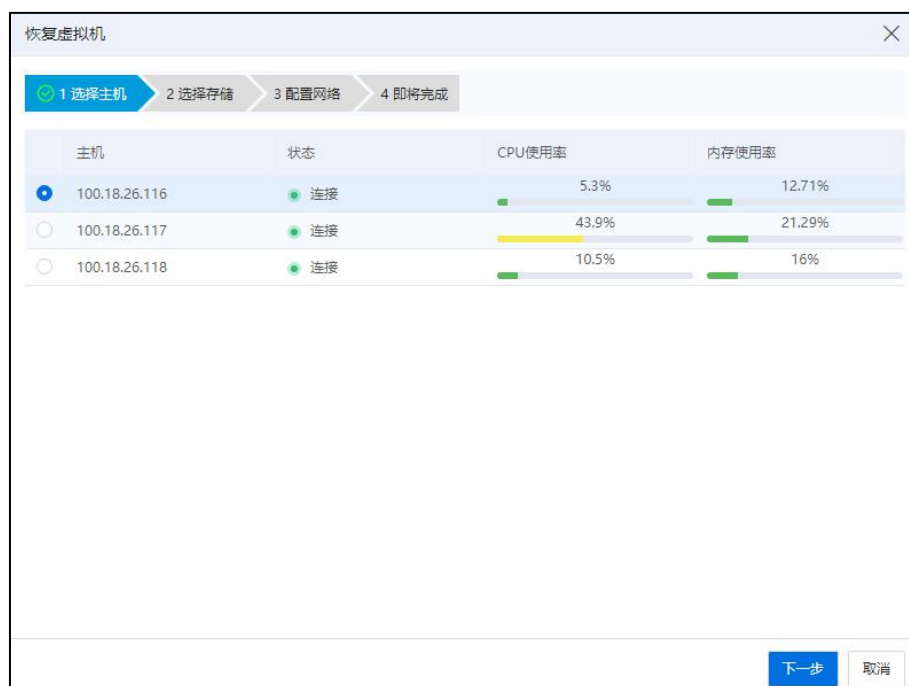 恢复虚拟机
1 选择主机 2 选择存储 3 配置网络 4 即将完成
主机 状态 CPU使用率 内存使用率
100.18.26.116 连接 5.3% 12.71%
100.18.26.117 连接 43.9% 21.29%
100.18.26.118 连接 10.5% 16%
下一步 取消